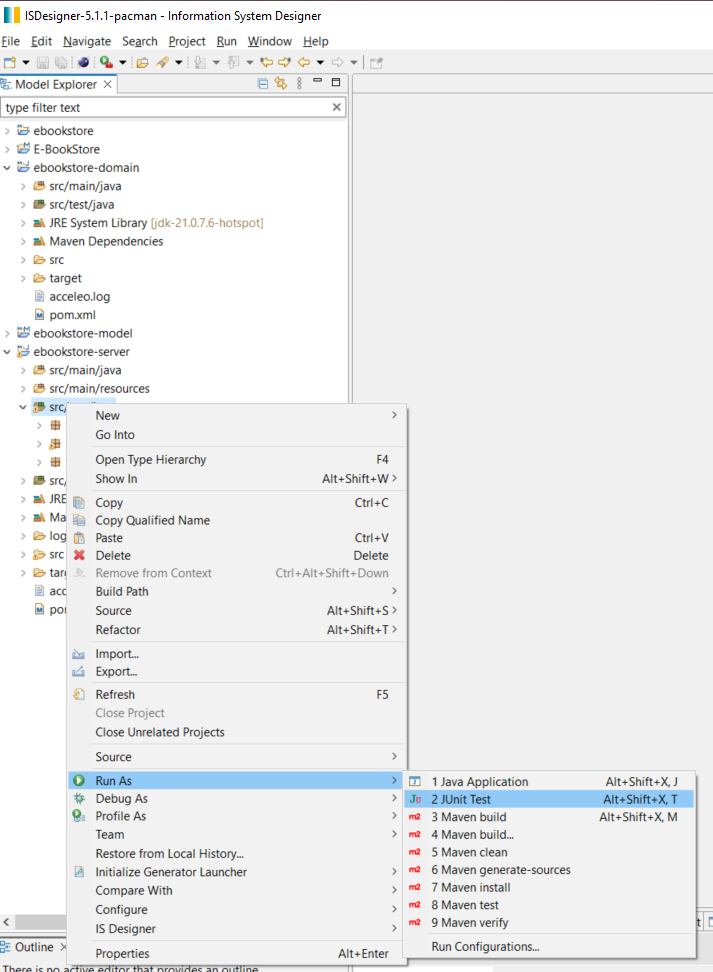 ISDesigner-5.1.1-pacman - Information System Designer
File Edit Navigate Search Project Run Window Help
Model Explorer
type filter text
ebookstore
E-BookStore
ebookstore-domain
src/main/java
src/test/java
JRE System Library [jdk-21.0.7.6-hotspot]
Maven Dependencies
src
target
acceleo.log
pom.xml
ebookstore-model
ebookstore-server
src/main/java
src/main/resources
src/
src/
JRE
Ma
log
src
tar
acc
po
New
Go Into
Open Type Hierarchy F4
Show In Alt+Shift+W
Copy Ctrl+C
Copy Qualified Name
Paste Ctrl+V
Delete Delete
Remove from Context Ctrl+Alt+Shift+Down
Build Path
Source Alt+Shift+S
Refactor Alt+Shift+T
Import...
Export...
Refresh F5
Close Project
Close Unrelated Projects
Source
Run As
Debug As
Profile As
Team
Restore from Local History...
Initialize Generator Launcher
Compare With
Configure
IS Designer
Properties Alt+Enter
1 Java Application Alt+Shift+X, J
2 JUnit Test Alt+Shift+X, T
3 Maven build Alt+Shift+X, M
4 Maven build...
5 Maven clean
6 Maven generate-sources
7 Maven install
8 Maven test
9 Maven verify
Run Configurations...
Outline
There is no active editor that provides an outline.